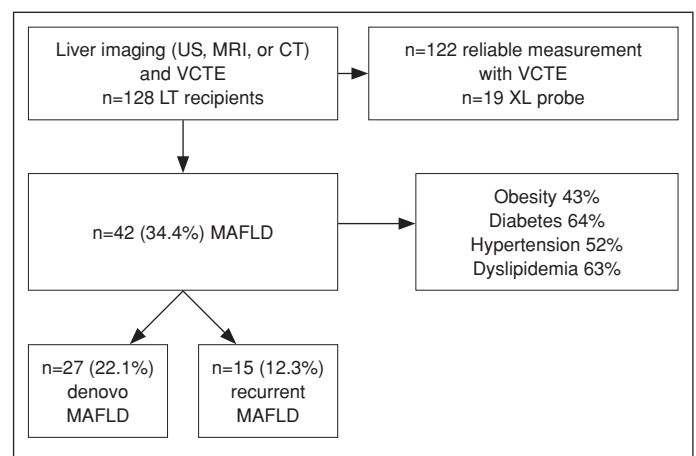 Liver imaging (US, MRI, or CT)
and VCTE
n=128 LT recipients
n=122 reliable measurement
with VCTE
n=19 XL probe
n=42 (34.4%) MAFLD
Obesity 43%
Diabetes 64%
Hypertension 52%
Dyslipidemia 63%
n=27 (22.1%)
denovo
MAFLD
n=15 (12.3%)
recurrent
MAFLD